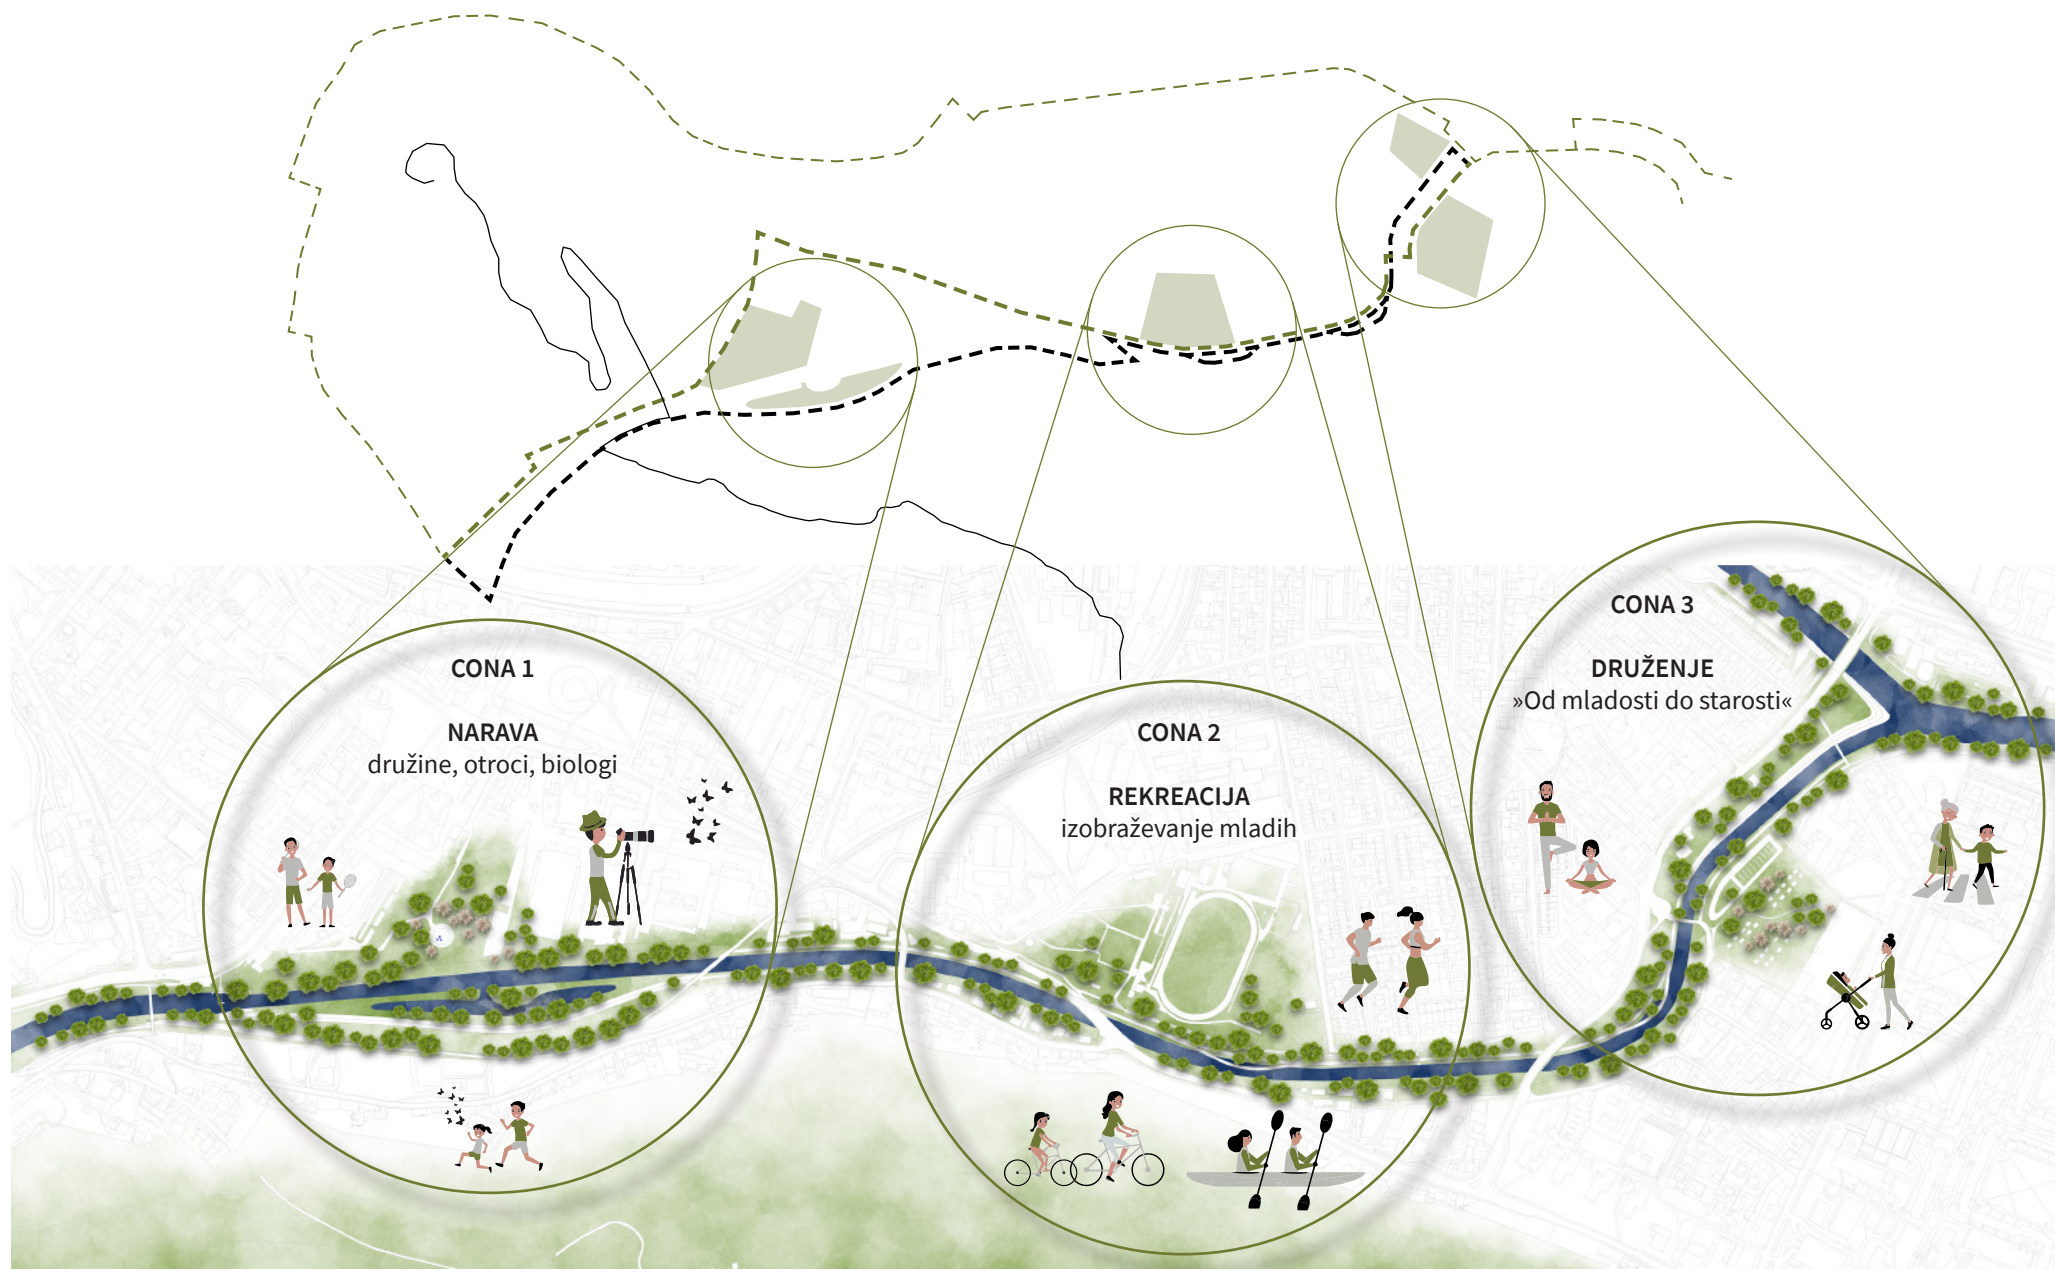 CONA 1
NARAVA
družine, otroci, biologi
CONA 2
REKREACIJA
izobraževanje mladih
CONA 3
DRUŽENJE
»Od mladosti do starosti«